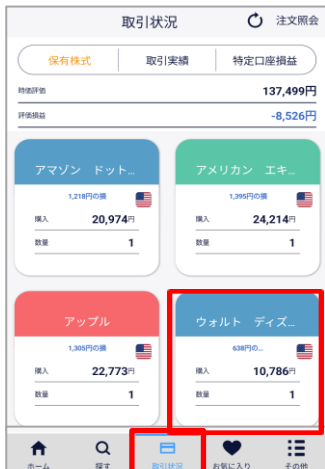 取引状況 注文照会
保有株式 取引実績 特定口座損益
時価評価 137,499円
評価損益 -8,526円
アマゾン ドット... アメリカン エキ...
1,218円の損 1,395円の損
購入 20,974円 購入 24,214円
数量 1 数量 1
アップル ウォルト ディズ...
1,305円の損 638円の...
購入 22,773円 購入 10,786円
数量 1 数量 1
ホーム 探す 取引状況 お気に入り その他